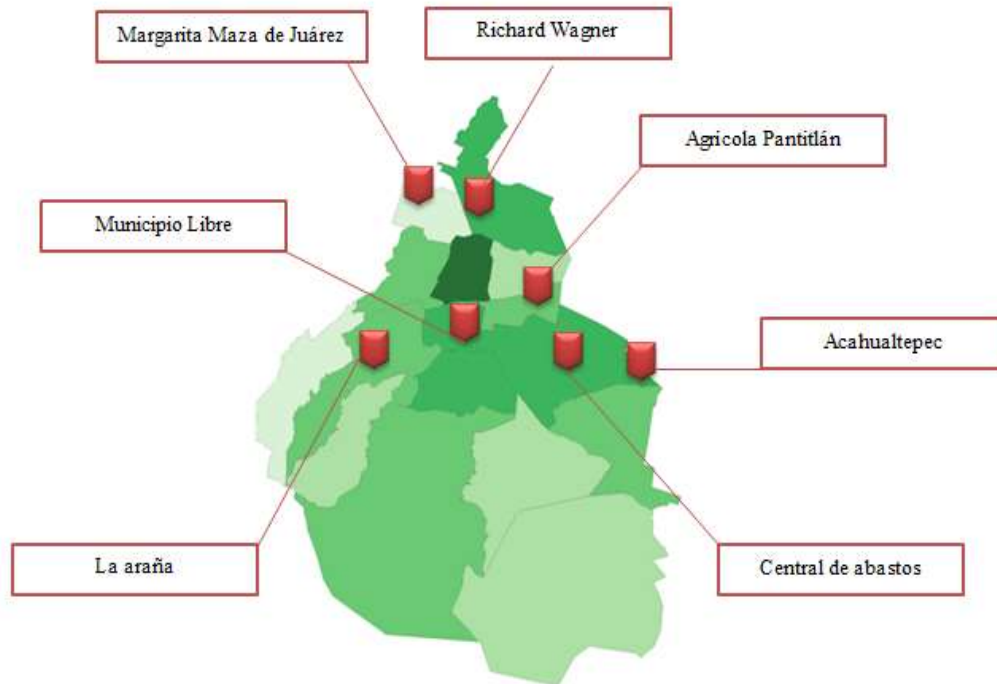 Margarita Maza de Juárez
Richard Wagner
Agrícola Pantitlán
Municipio Libre
Acahualtepec
La araña
Central de abastos